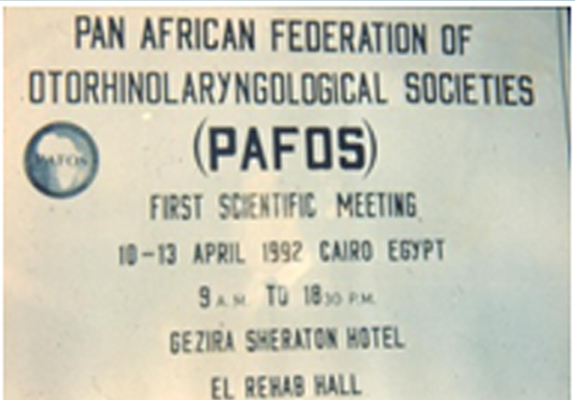 PAN AFRICAN FEDERATION OF
OTORHINOLARYNGOLOGICAL SOCIETIES
(PAFOS)
PAFOS
FIRST SCIENTIFIC MEETING
10-13 APRIL 1992 CAIRO EGYPT
9 A.M. TO 18 30 P.M.
GEZIRA SHERATON HOTEL
EL REHAB HALL